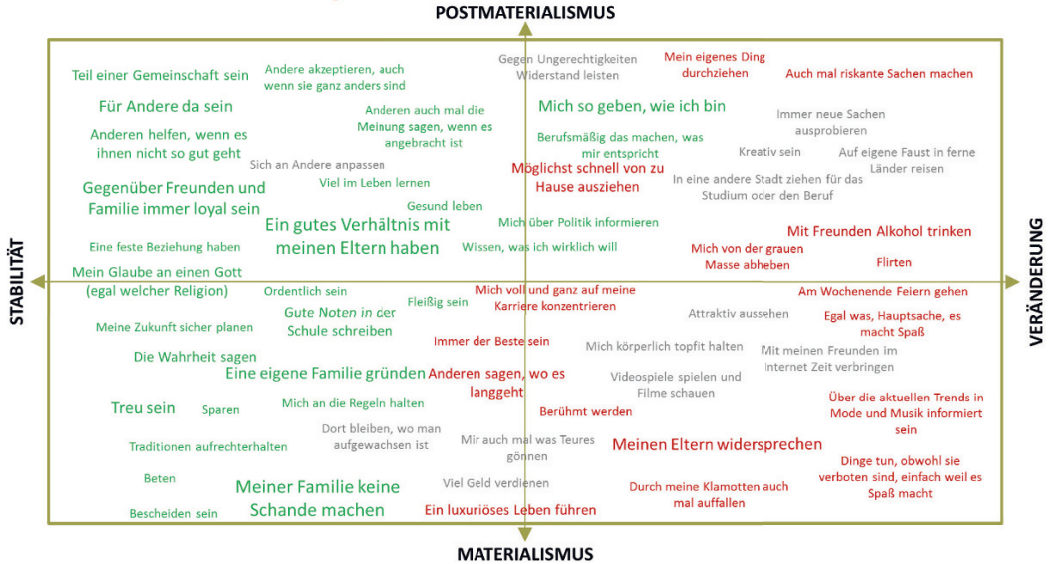 POSTMATERIALISMUS
Teil einer Gemeinschaft sein
Andere akzeptieren, auch
wenn sie ganz anders sind
Gegen Ungerechtigkeiten
Widerstand leisten
Mein eigenes Ding
durchziehen
Auch mal riskante Sachen machen
Für Andere da sein
Anderen auch mal die
Meinung sagen, wenn es
angebracht ist
Mich so geben, wie ich bin
Immer neue Sachen
ausprobieren
Anderen helfen, wenn es
ihnen nicht so gut geht
Berufsmäßig das machen, was
mir entspricht
Kreativ sein
Auf eigene Faust in ferne
Länder reisen
Sich an Andere anpassen
Möglichst schnell von zu
Hause ausziehen
Viel im Leben lernen
In eine andere Stadt ziehen für das
Studium oder den Beruf
Gegenüber Freunden und
Familie immer loyal sein
Gesund leben
Ein gutes Verhältnis mit
meinen Eltern haben
Mich über Politik informieren
Mit Freunden Alkohol trinken
Eine feste Beziehung haben
Wissen, was ich wirklich will
Mich von der grauen
Masse abheben
Flirten
Mein Glaube an einen Gott
(egal welcher Religion)
STABILITÄT
VERÄNDERUNG
Ordentlich sein
Fleißig sein
Mich voll und ganz auf meine
Karriere konzentrieren
Am Wochenende Feiern gehen
Gute Noten in der
Schule schreiben
Attraktiv aussehen
Egal was, Hauptsache, es
macht Spaß
Meine Zukunft sicher planen
Immer der Beste sein
Mich körperlich topfit halten
Mit meinen Freunden im
Internet Zeit verbringen
Die Wahrheit sagen
Eine eigene Familie gründen
Anderen sagen, wo es
langgeht
Videospiele spielen und
Filme schauen
Treu sein
Sparen
Mich an die Regeln halten
Berühmt werden
Über die aktuellen Trends in
Mode und Musik informiert
sein
Dort bleiben, wo man
aufgewachsen ist
Traditionen aufrechterhalten
Mir auch mal was Teures
gönnen
Meinen Eltern widersprechen
Dinge tun, obwohl sie
verboten sind, einfach weil es
Spaß macht
Beten
Meiner Familie keine
Schande machen
Viel Geld verdienen
Durch meine Klamotten auch
mal auffallen
Bescheiden sein
Ein luxuriöses Leben führen
MATERIALISMUS